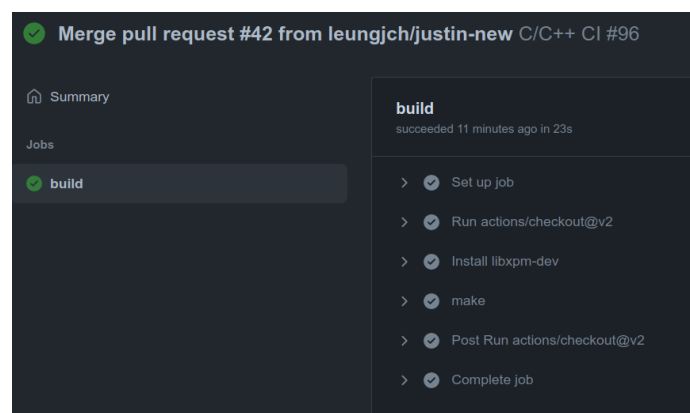 Merge pull request #42 from leungjch/justin-new C/C++ CI #96
Summary
Jobs
build
build
succeeded 11 minutes ago in 23s
Set up job
Run actions/checkout@v2
Install libxpm-dev
make
Post Run actions/checkout@v2
Complete job